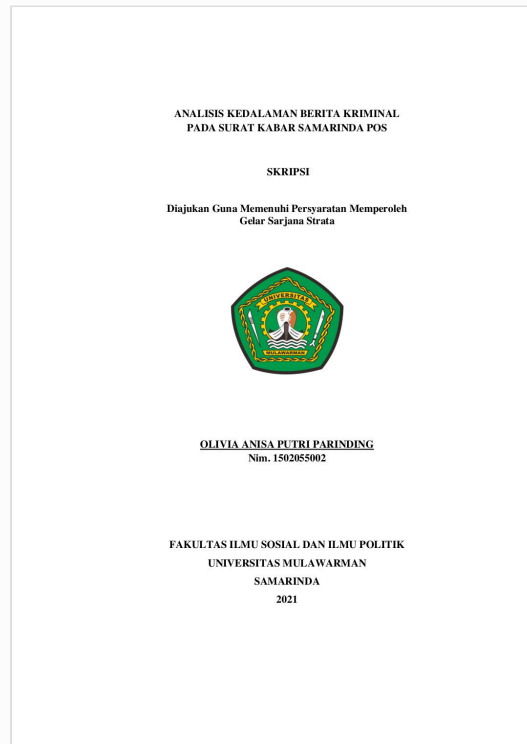 ANALISIS KEDALAMAN BERITA KRIMINAL
PADA SURAT KABAR SAMARINDA POS
SKRIPSI
Diajukan Guna Memenuhi Persyaratan Memperoleh
Gelar Sarjana Strata
UNIVERSITAS
MULAWARMAN
OLIVIA ANISA PUTRI PARINDING
Nim. 1502055002
FAKULTAS ILMU SOSIAL DAN ILMU POLITIK
UNIVERSITAS MULAWARMAN
SAMARINDA
2021